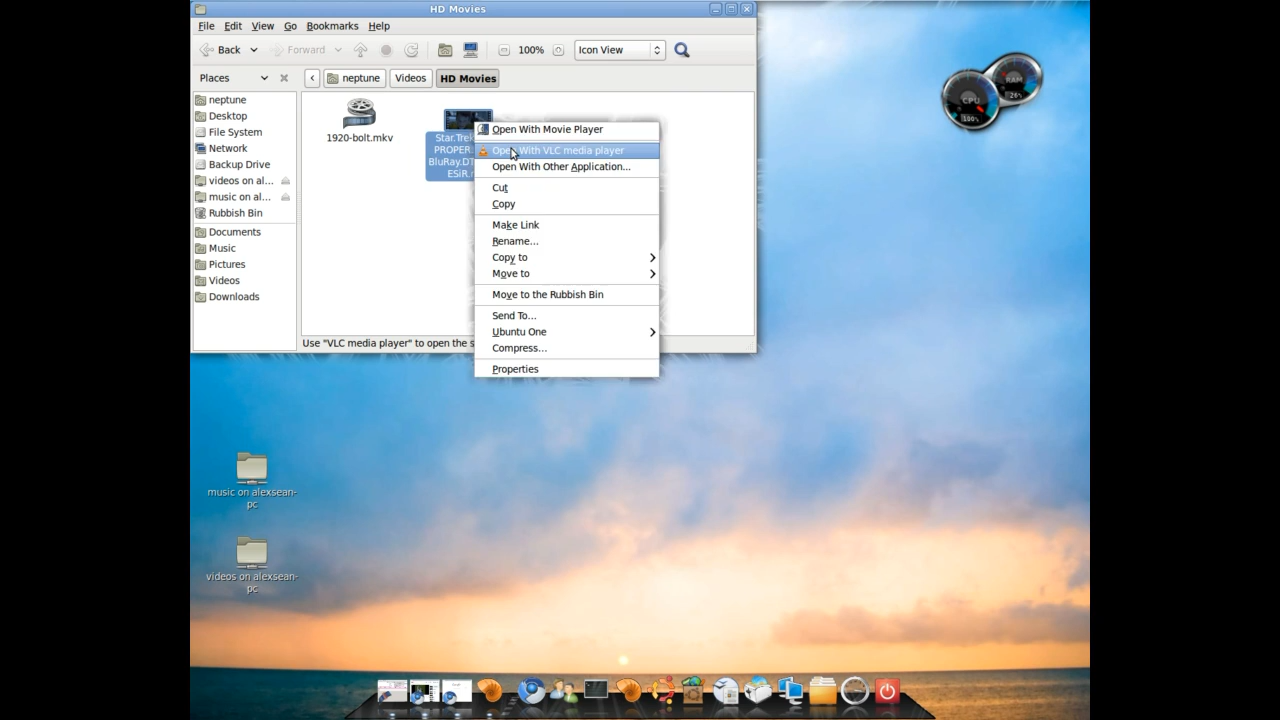 HD Movies
File Edit View Go Bookmarks Help
Back Forward 100% Icon View
Places neptune Videos HD Movies
neptune
Desktop
File System
Network
Backup Drive
videos on al...
music on al...
Rubbish Bin
Documents
Music
Pictures
Videos
Downloads
1920-bolt.mkv
Star.Trek
PROPER.
BluRay.DT
ESiR.
Open With Movie Player
Open With VLC media player
Open With Other Application...
Cut
Copy
Make Link
Rename...
Copy to
Move to
Move to the Rubbish Bin
Send To...
Ubuntu One
Compress...
Properties
Use "VLC media player" to open the s
CPU
100%
RAM
26%
music on alexsean-
pc
videos on alexsean-
pc